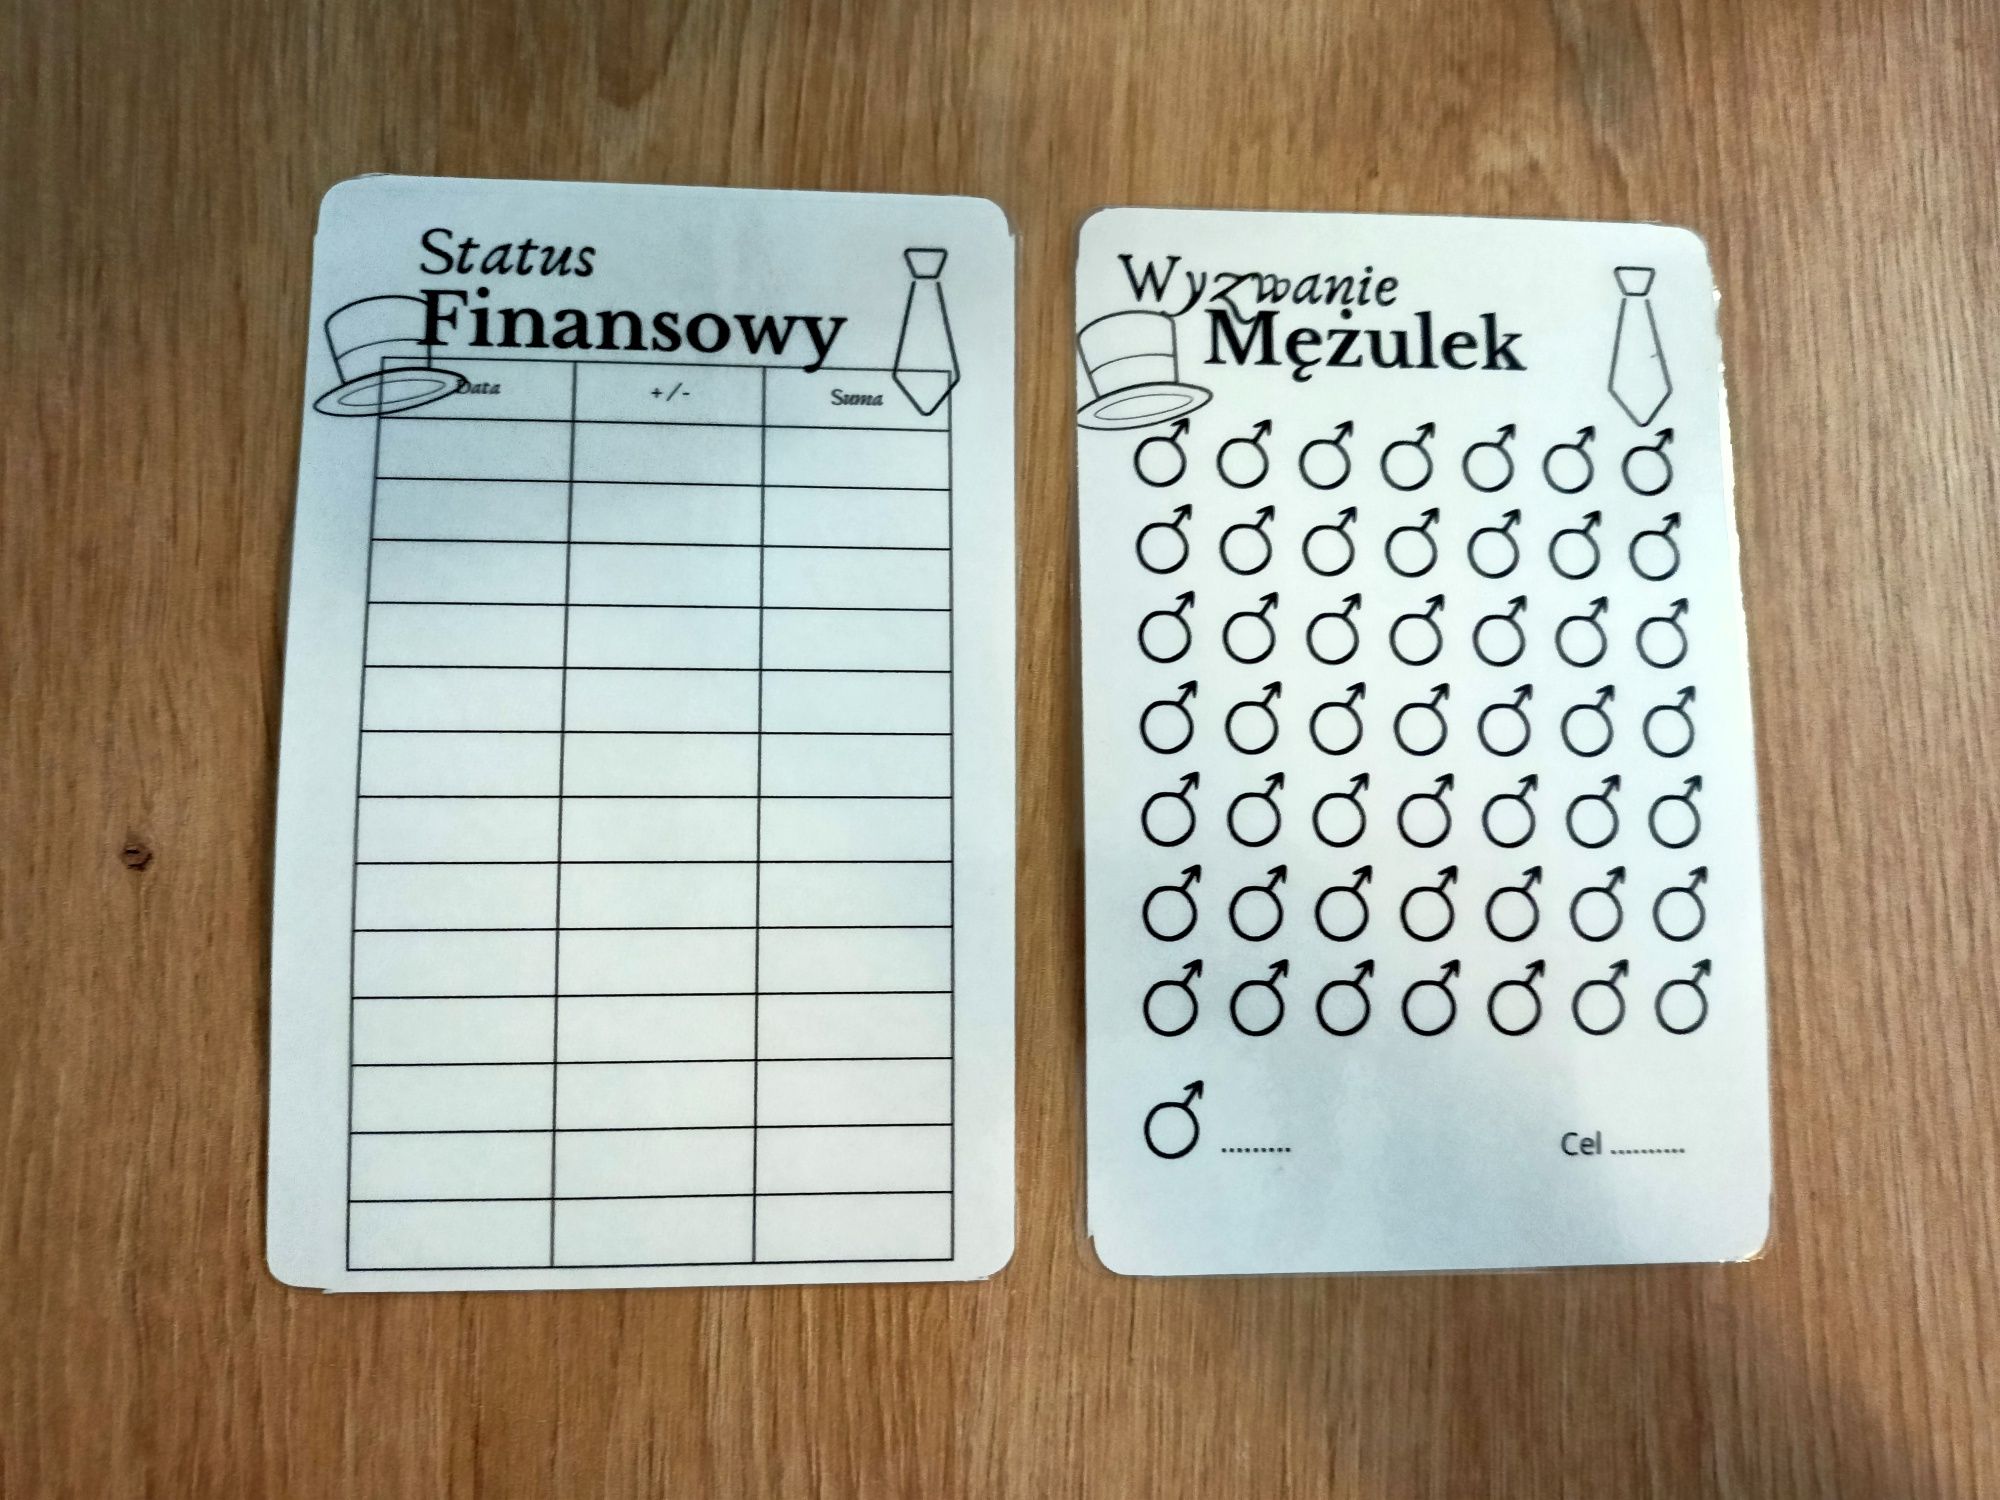 Status
Finansowy
Data +/- Suma
Wyzwanie
Mężulek
♂ ......... Cel ..........